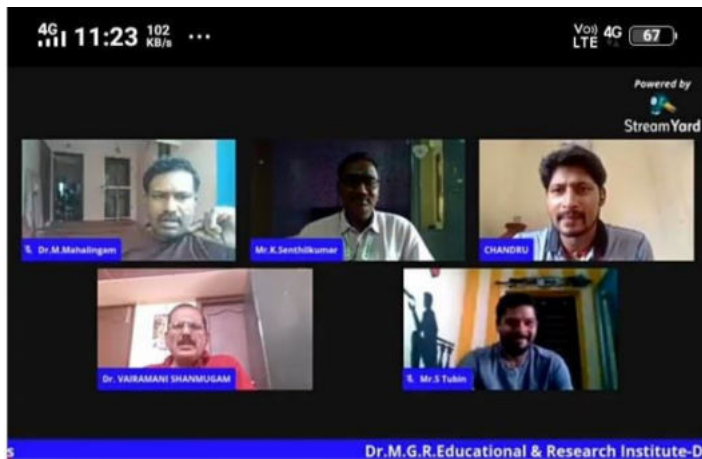 4G 11:23 102 KB/s ...
Vo)) LTE 4G 67
Powered by
StreamYard
Dr.M.Mahalingam
Mr.K.Senthilkumar
CHANDRU
Dr. VAIRAMANI SHANMUGAM
Mr.S Tubin
s
Dr.M.G.R.Educational & Research Institute-D